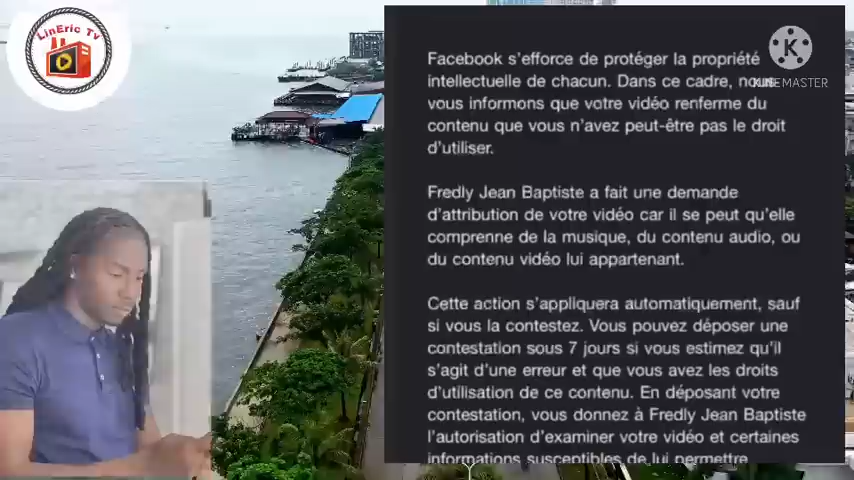 LinEric Tv
KINEMASTER
Facebook s'efforce de protéger la propriété
intellectuelle de chacun. Dans ce cadre, nous
vous informons que votre vidéo renferme du
contenu que vous n'avez peut-être pas le droit
d'utiliser.
Fredly Jean Baptiste a fait une demande
d'attribution de votre vidéo car il se peut qu'elle
comprenne de la musique, du contenu audio, ou
du contenu vidéo lui appartenant.
Cette action s'appliquera automatiquement, sauf
si vous la contestez. Vous pouvez déposer une
contestation sous 7 jours si vous estimez qu'il
s'agit d'une erreur et que vous avez les droits
d'utilisation de ce contenu. En déposant votre
contestation, vous donnez à Fredly Jean Baptiste
l'autorisation d'examiner votre vidéo et certaines
informations susceptibles de lui permettre